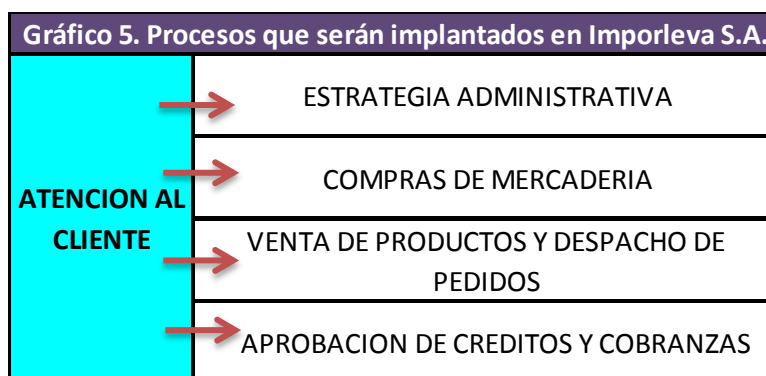 Gráfico 5. Procesos que serán implantados en Imporleva S.A.
ESTRATEGIA ADMINISTRATIVA
COMPRAS DE MERCADERIA
ATENCION AL
CLIENTE
VENTA DE PRODUCTOS Y DESPACHO DE
PEDIDOS
APROBACION DE CREDITOS Y COBRANZAS